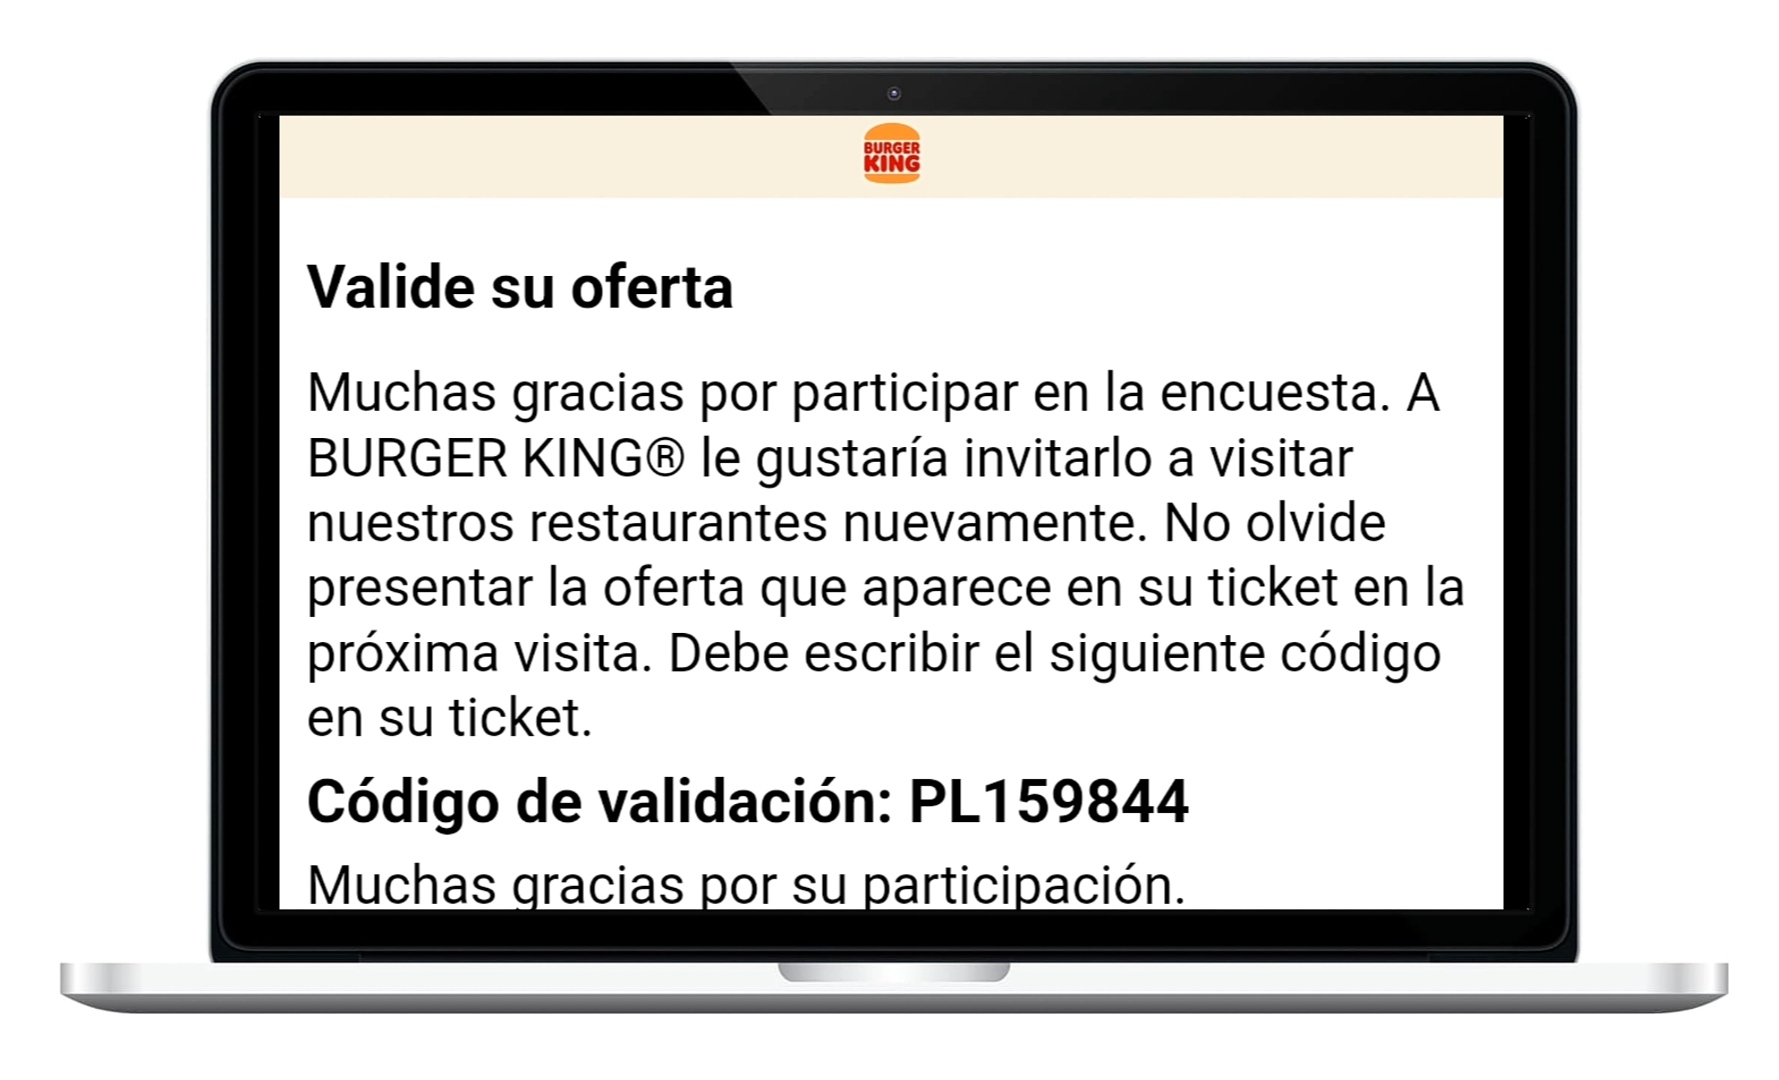 BURGER
KING
Valide su oferta
Muchas gracias por participar en la encuesta. A
BURGER KING® le gustaría invitarlo a visitar
nuestros restaurantes nuevamente. No olvide
presentar la oferta que aparece en su ticket en la
próxima visita. Debe escribir el siguiente código
en su ticket.
Código de validación: PL159844
Muchas gracias por su participación.